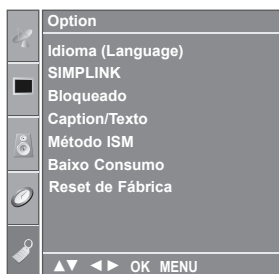 Option
Idioma (Language)
SIMPLINK
Bloqueado
Caption/Texto
Método ISM
Baixo Consumo
Reset de Fábrica
▲▼ ◄► OK MENU